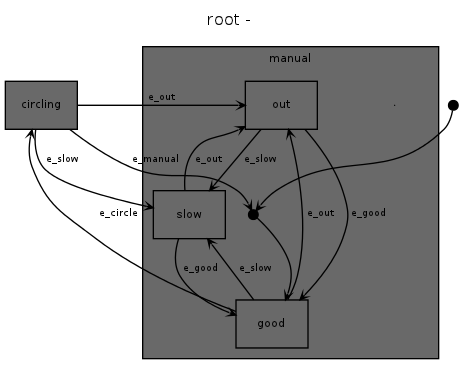 root -
manual
circling
e_out
out
e_slow
e_manual
e_out
e_slow
e_circle
slow
e_out
e_good
e_good
e_slow
good